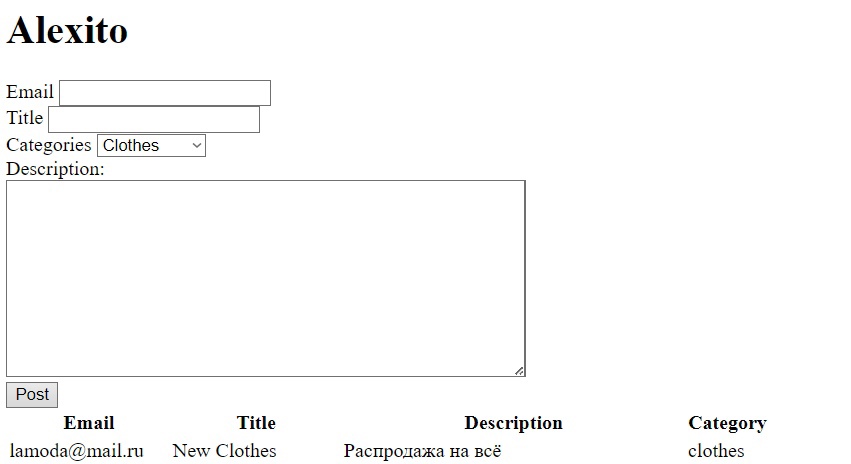 Alexito
Email
Title
Categories Clothes
Description:
Post
Email Title Description Category
lamoda@mail.ru New Clothes Распродажа на всё clothes